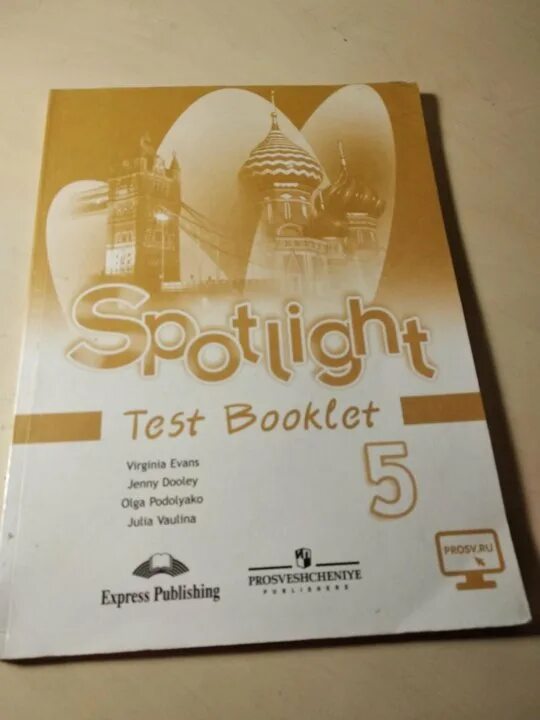 Spotlight
Test Booklet
Virginia Evans
Jenny Dooley
Olga Podolyako
Julia Vaulina
5
Express Publishing
PROSVESHCHENIYE
PUBLISHERS
PROSV.RU